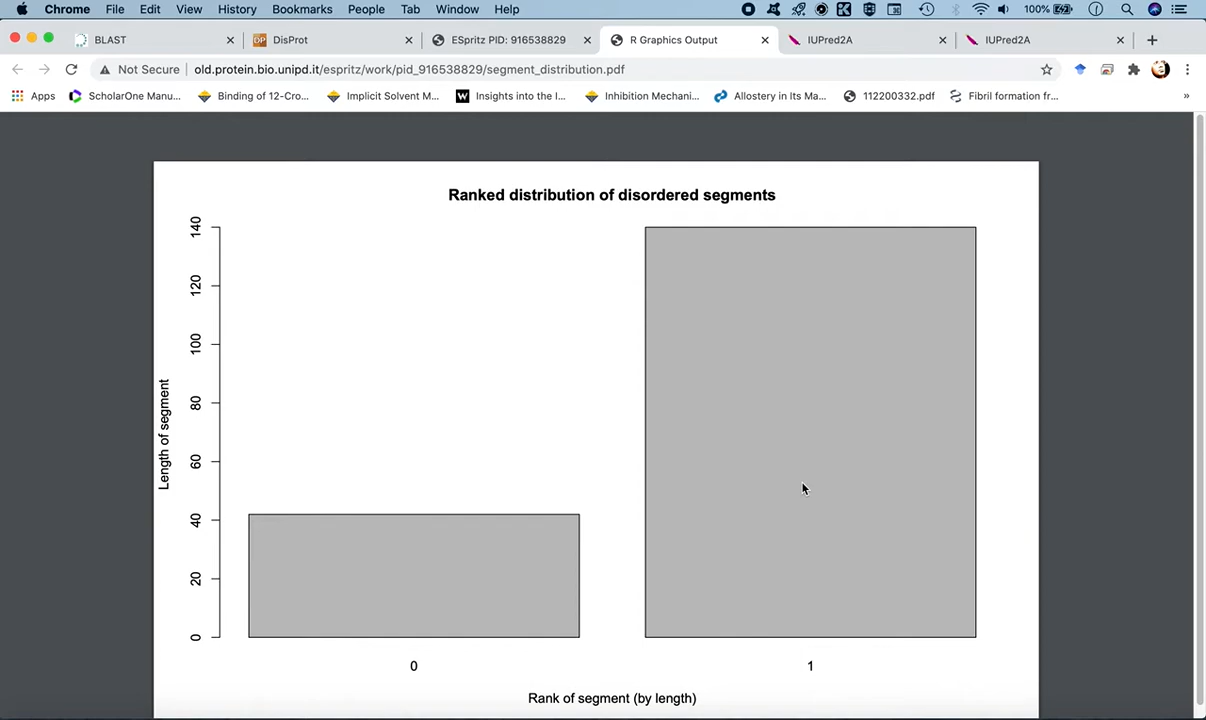 Chrome File Edit View History Bookmarks People Tab Window Help 100%
BLAST DisProt ESpritz PID: 916538829 R Graphics Output IUPred2A IUPred2A
Not Secure old.protein.bio.unipd.it/espritz/work/pid_916538829/segment_distribution.pdf
Apps ScholarOne Manu... Binding of 12-Cro... Implicit Solvent M... Insights into the I... Inhibition Mechani... Allostery in Its Ma... 112200332.pdf Fibril formation fr... »
Ranked distribution of disordered segments
140
120
100
80
60
40
20
0
Length of segment
0 1
Rank of segment (by length)